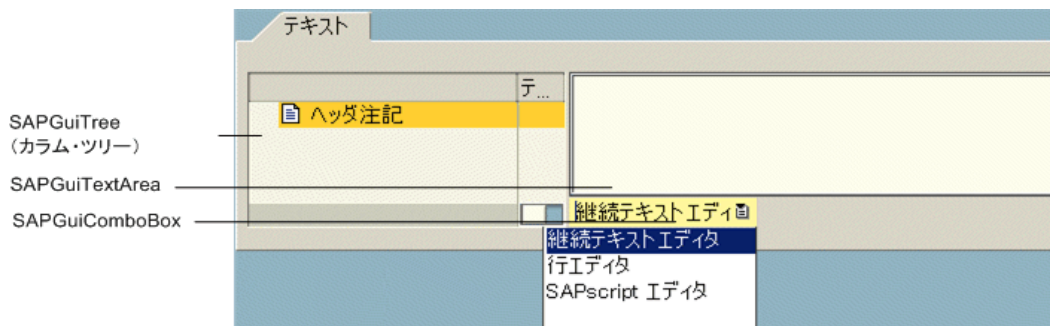 テキスト
テ...
ヘッダ注記
SAPGuiTree
（カラム・ツリー）
SAPGuiTextArea
SAPGuiComboBox
継続テキストエディ
継続テキストエディタ
行エディタ
SAPscript エディタ